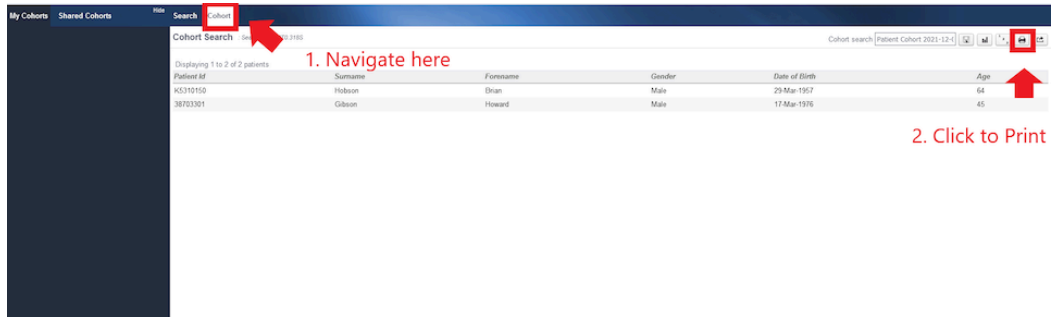 My Cohorts Shared Cohorts Hide Search Cohort
Cohort Search
Cohort search Patient Cohort 2021-12-
1. Navigate here
Displaying 1 to 2 of 2 patients
Patient Id Surname Forename Gender Date of Birth Age
K5310150 Hobson Brian Male 29-Mar-1957 64
38703301 Gibson Howard Male 17-Mar-1976 45
2. Click to Print